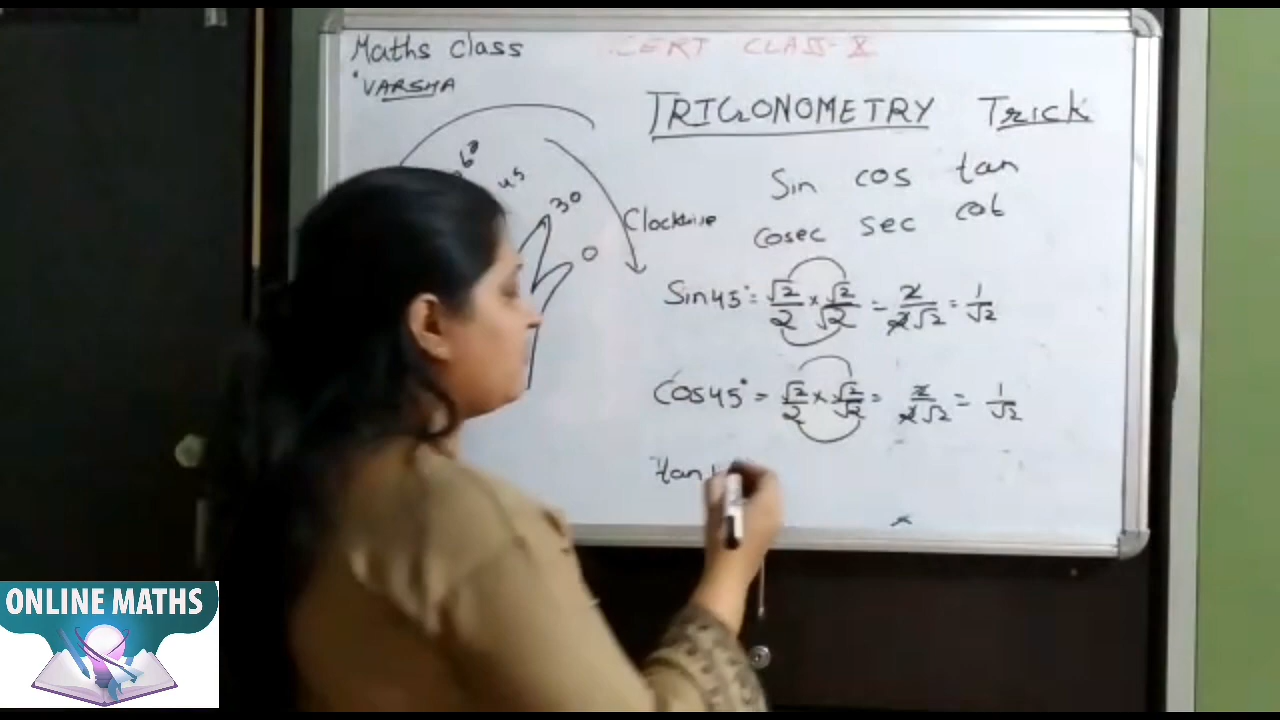 Maths class
CERT CLASS-X
VARSHA
TRIGONOMETRY Trick
Sin cos tan
cosec sec cot
60
45
30
0
Clockwise
Sin45° = √2/2 × √2/√2 = 2/2√2 = 1/√2
Cos45° = √2/2 × √2/√2 = 2/2√2 = 1/√2
tan
ONLINE MATHS